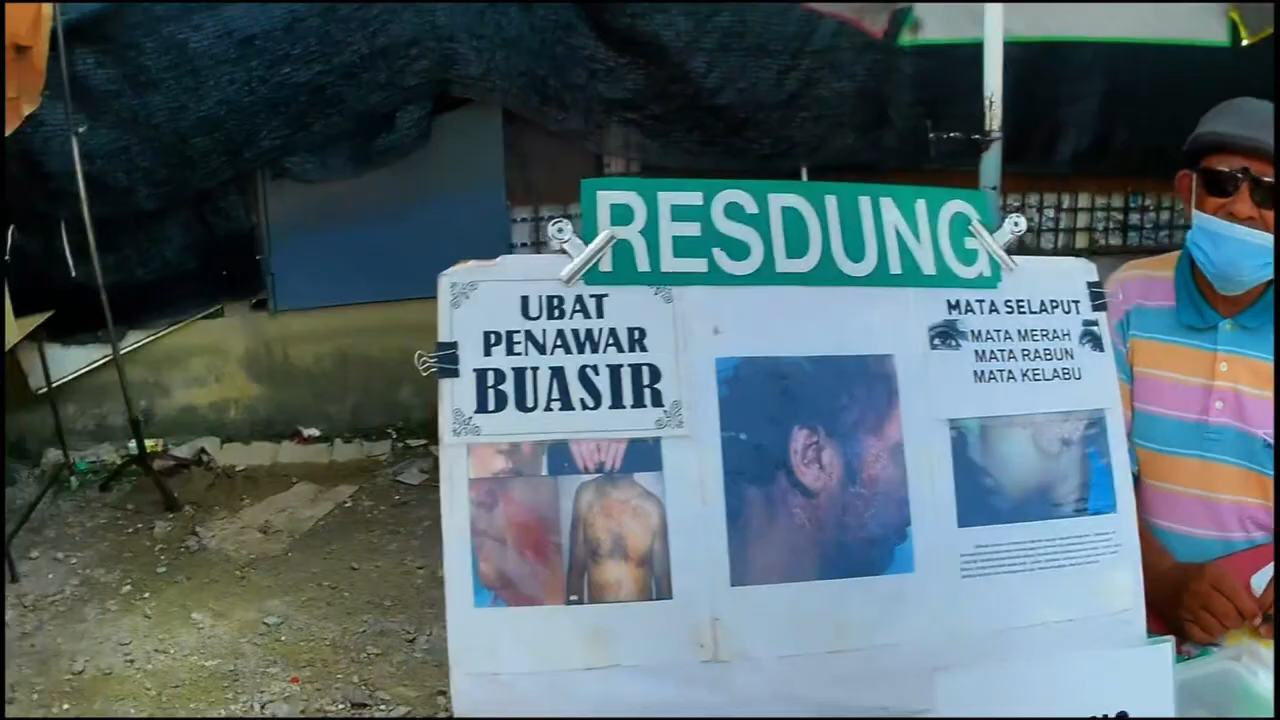 RESDUNG
UBAT
PENAWAR
BUASIR
MATA SELAPUT
MATA MERAH
MATA RABUN
MATA KELABU